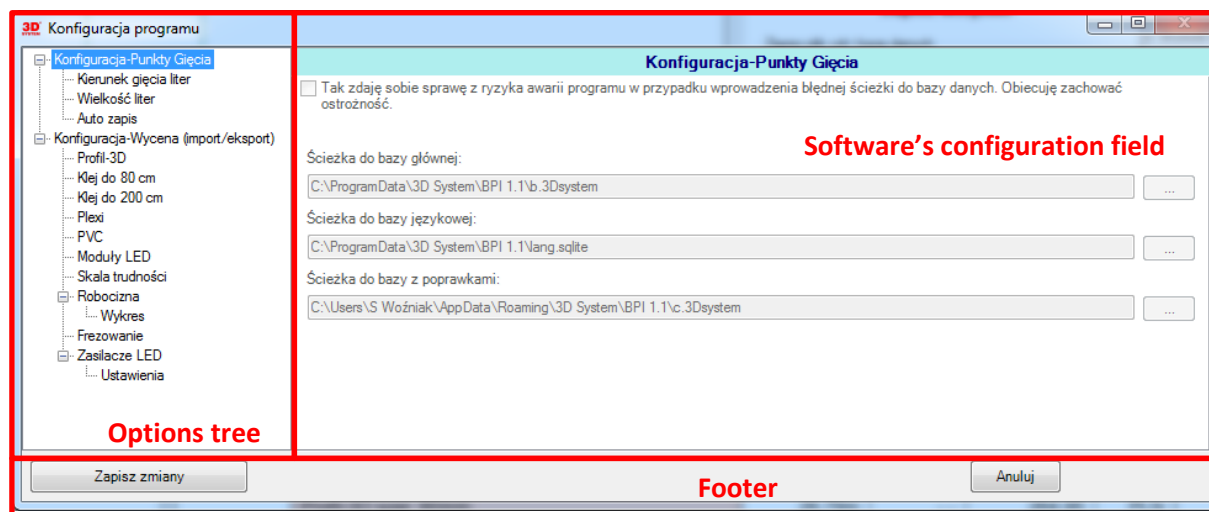 3D SYSTEM Konfiguracja programu
Konfiguracja-Punkty Gięcia
Kierunek gięcia liter
Wielkość liter
Auto zapis
Konfiguracja-Wycena (import/eksport)
Profil-3D
Klej do 80 cm
Klej do 200 cm
Plexi
PVC
Moduły LED
Skala trudności
Robocizna
Wykres
Frezowanie
Zasilacze LED
Ustawienia
Options tree
Konfiguracja-Punkty Gięcia
Tak zdaję sobie sprawę z ryzyka awarii programu w przypadku wprowadzenia błędnej ścieżki do bazy danych. Obiecuję zachować
ostrożność.
Software’s configuration field
Ścieżka do bazy głównej:
C:\ProgramData\3D System\BPI 1.1\b.3Dsystem
...
Ścieżka do bazy językowej:
C:\ProgramData\3D System\BPI 1.1\lang.sqlite
...
Ścieżka do bazy z poprawkami:
C:\Users\S Woźniak\AppData\Roaming\3D System\BPI 1.1\c.3Dsystem
...
Zapisz zmiany
Footer
Anuluj